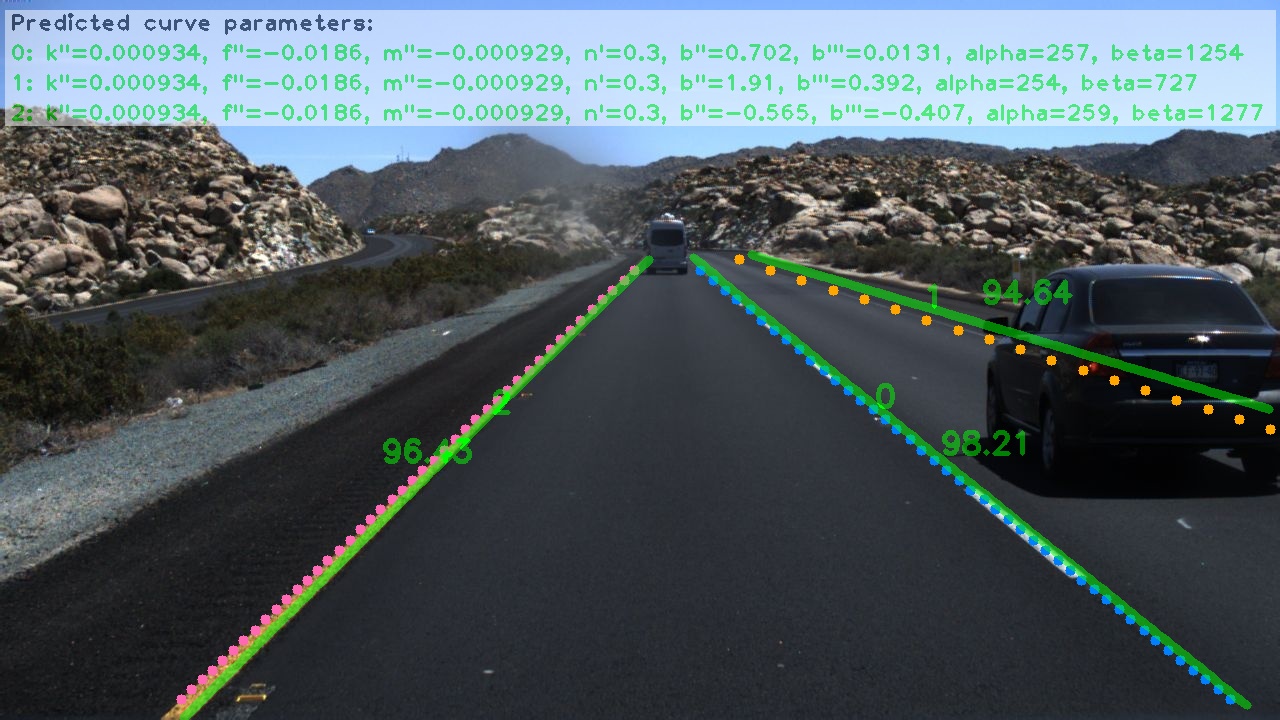 Predicted curve parameters:
0: k''=0.000934, f''=-0.0186, m''=-0.000929, n'=0.3, b''=0.702, b'''=0.0131, alpha=257, beta=1254
1: k''=0.000934, f''=-0.0186, m''=-0.000929, n'=0.3, b''=1.91, b'''=0.392, alpha=254, beta=727
2: k''=0.000934, f''=-0.0186, m''=-0.000929, n'=0.3, b''=-0.565, b'''=-0.407, alpha=259, beta=1277
1 94.64
0
2
98.21